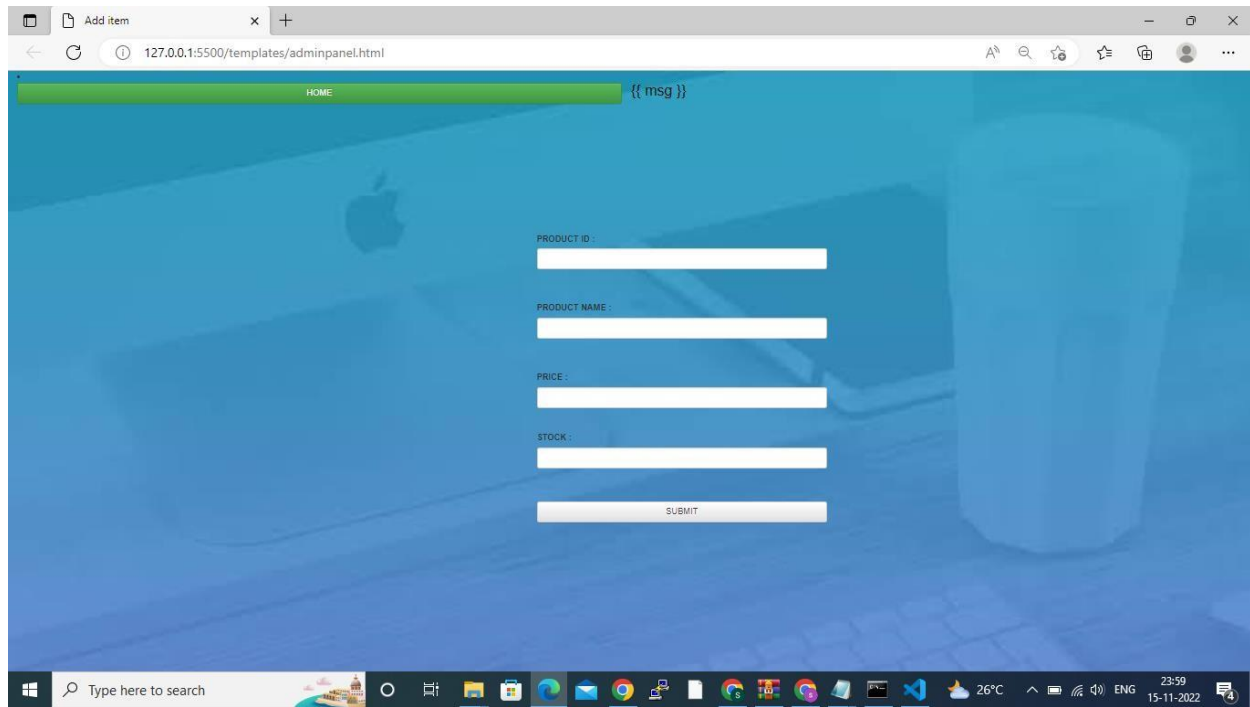 Add item
127.0.0.1:5500/templates/adminpanel.html
HOME
{{ msg }}
PRODUCT ID :
PRODUCT NAME :
PRICE :
STOCK :
SUBMIT
Type here to search
26°C
ENG
23:59
15-11-2022
4